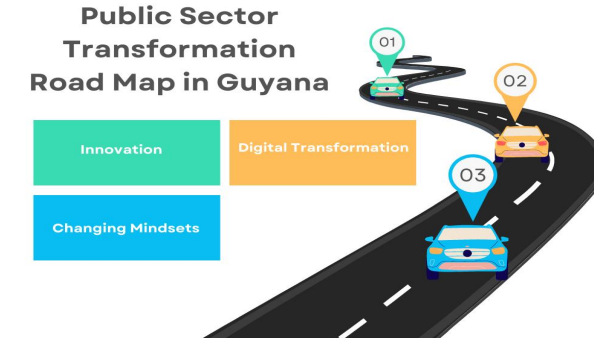 Public Sector
Transformation
Road Map in Guyana
01
02
03
Innovation
Digital Transformation
Changing Mindsets